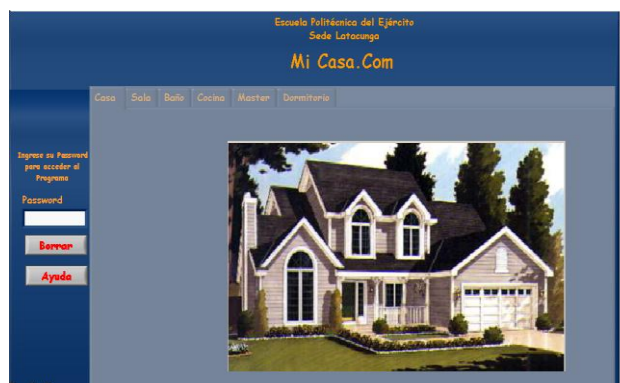 Escuela Politécnica del Ejército
Sede Latacunga
Mi Casa.Com
Casa Sala Baño Cocina Master Dormitorio
Ingrese su Password
para acceder al
Programa
Password
Borrar
Ayuda